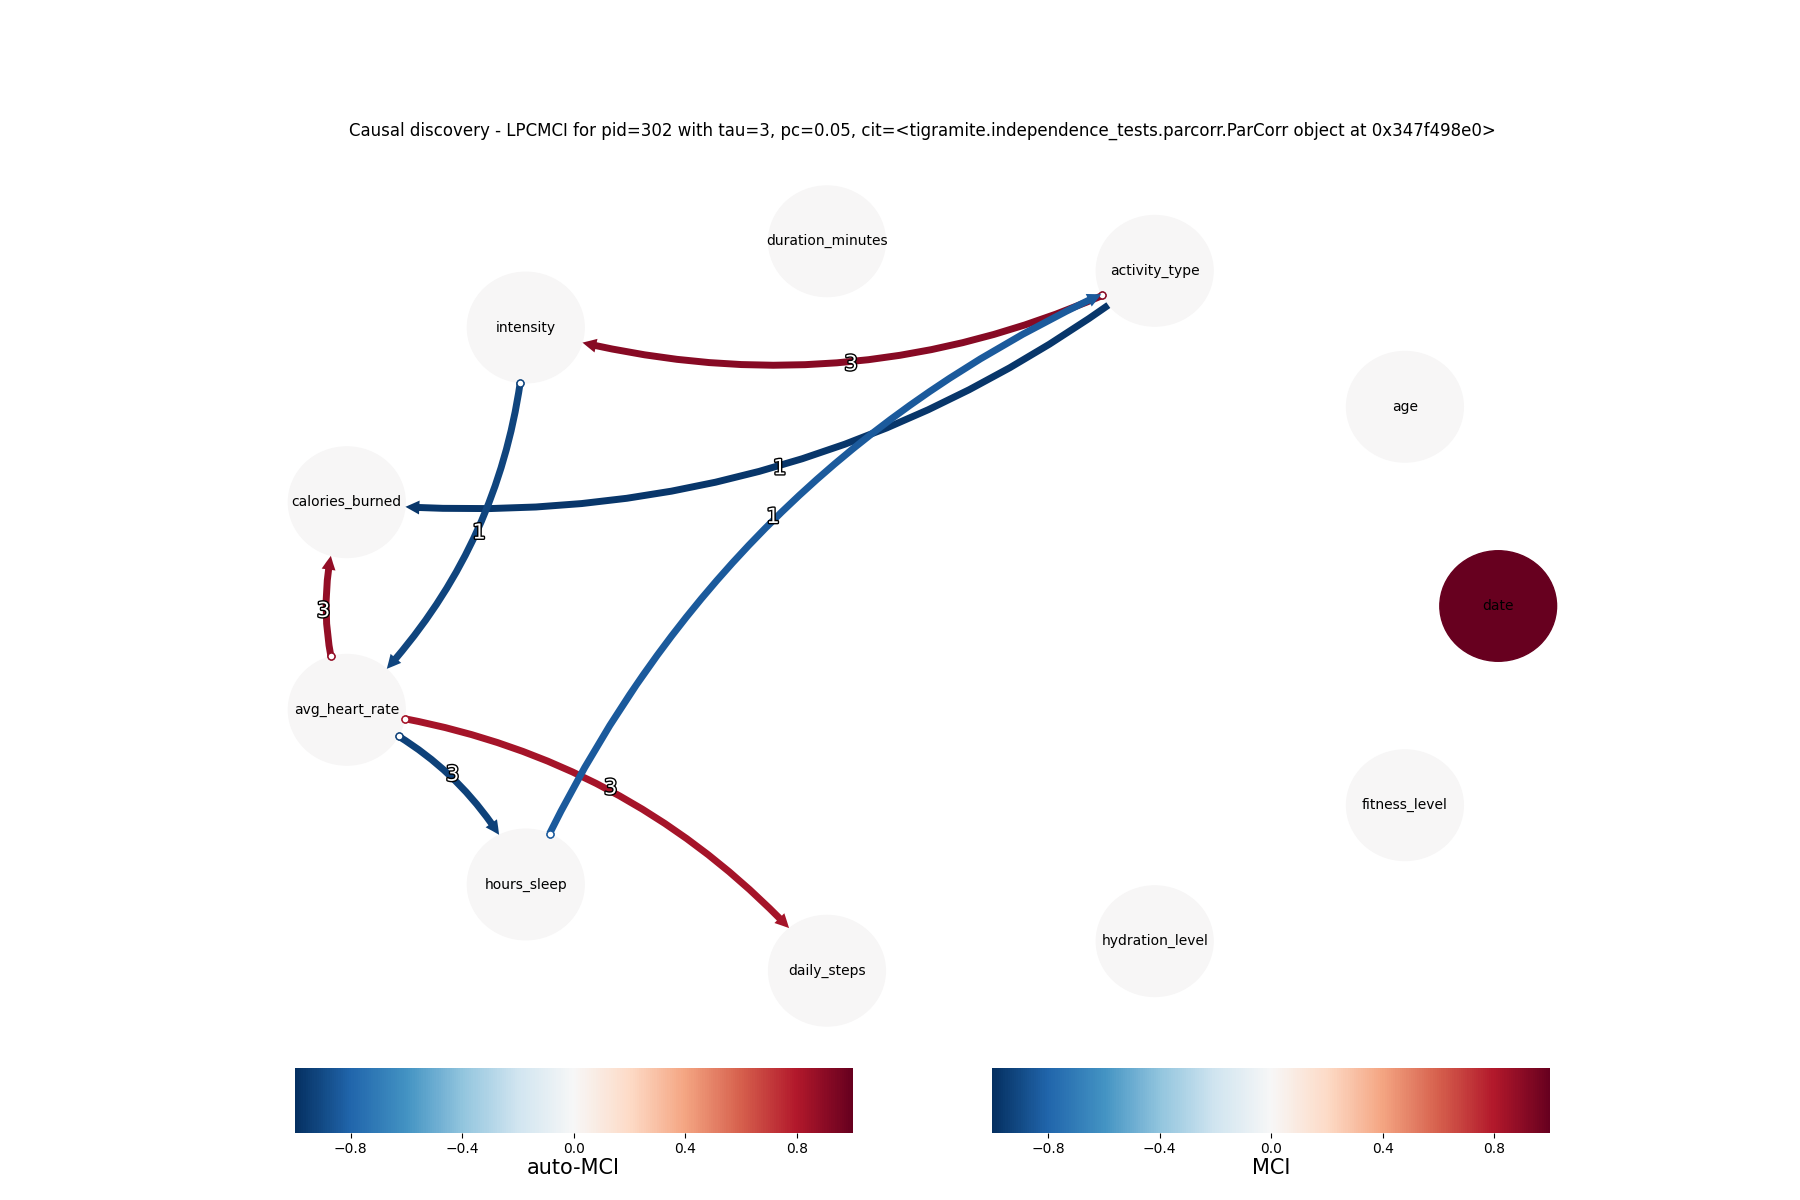 Causal discovery - LPCMCI for pid=302 with tau=3, pc=0.05, cit=<tigramite.independence_tests.parcorr.ParCorr object at 0x347f498e0>
duration_minutes
activity_type
intensity
3
age
1
calories_burned
1
1
date
3
avg_heart_rate
3
3
fitness_level
hours_sleep
hydration_level
daily_steps
−0.8 −0.4 0.0 0.4 0.8
auto-MCI
−0.8 −0.4 0.0 0.4 0.8
MCI